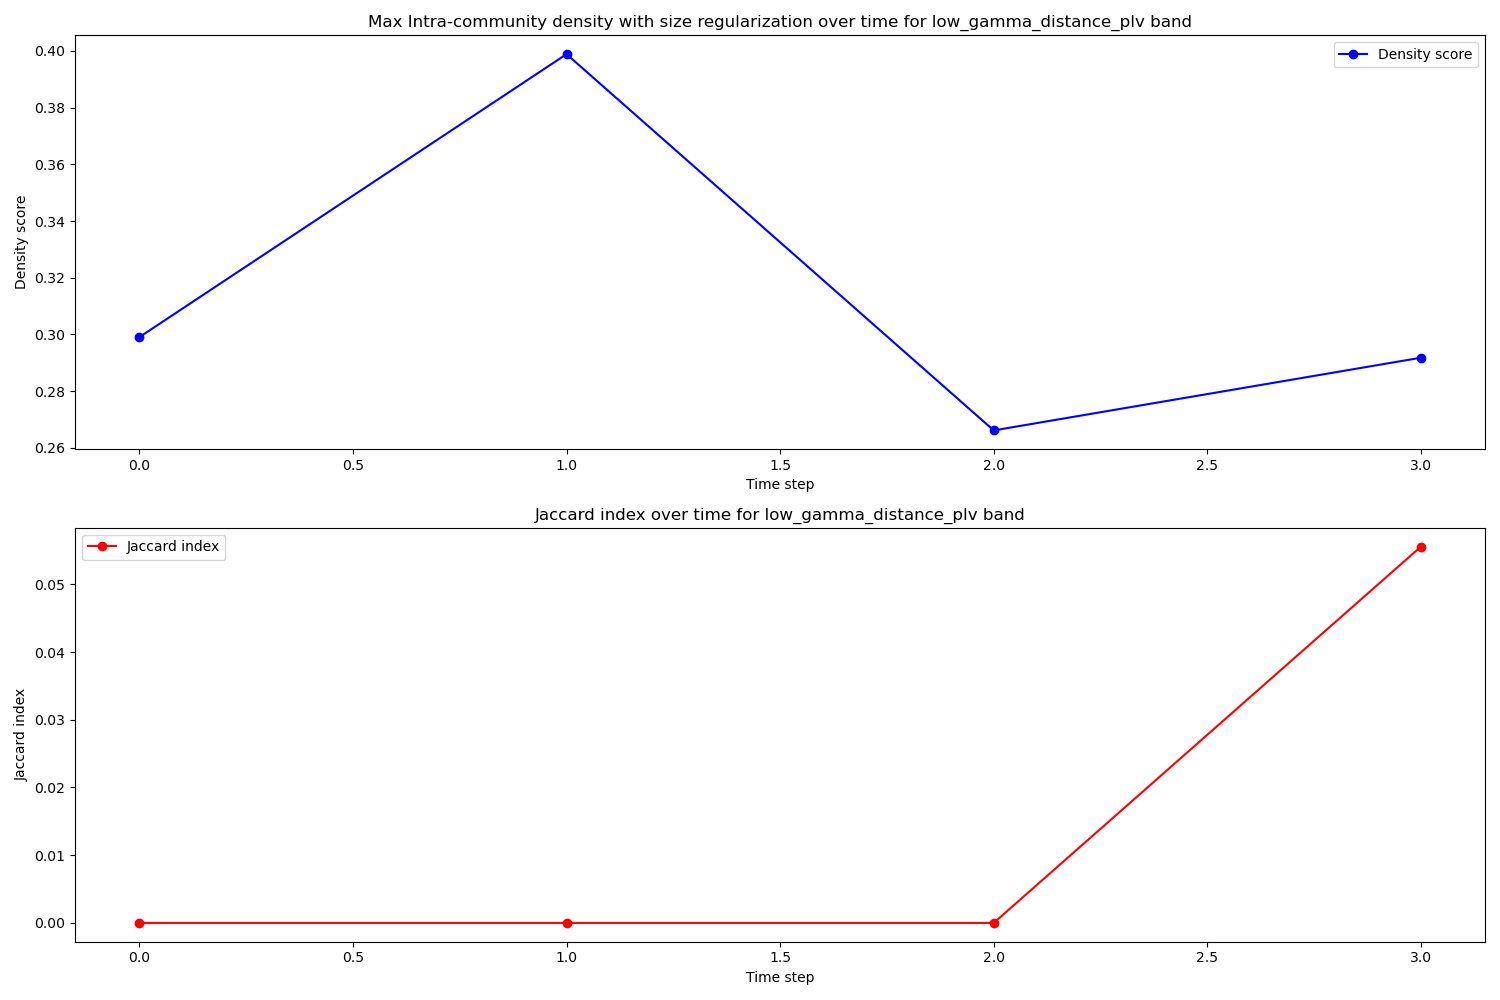 Max Intra-community density with size regularization over time for low_gamma_distance_plv band
Density score
0.40
0.38
0.36
0.34
0.32
0.30
0.28
0.26
Density score
0.0 0.5 1.0 1.5 2.0 2.5 3.0
Time step
Jaccard index over time for low_gamma_distance_plv band
Jaccard index
0.05
0.04
0.03
0.02
0.01
0.00
Jaccard index
0.0 0.5 1.0 1.5 2.0 2.5 3.0
Time step